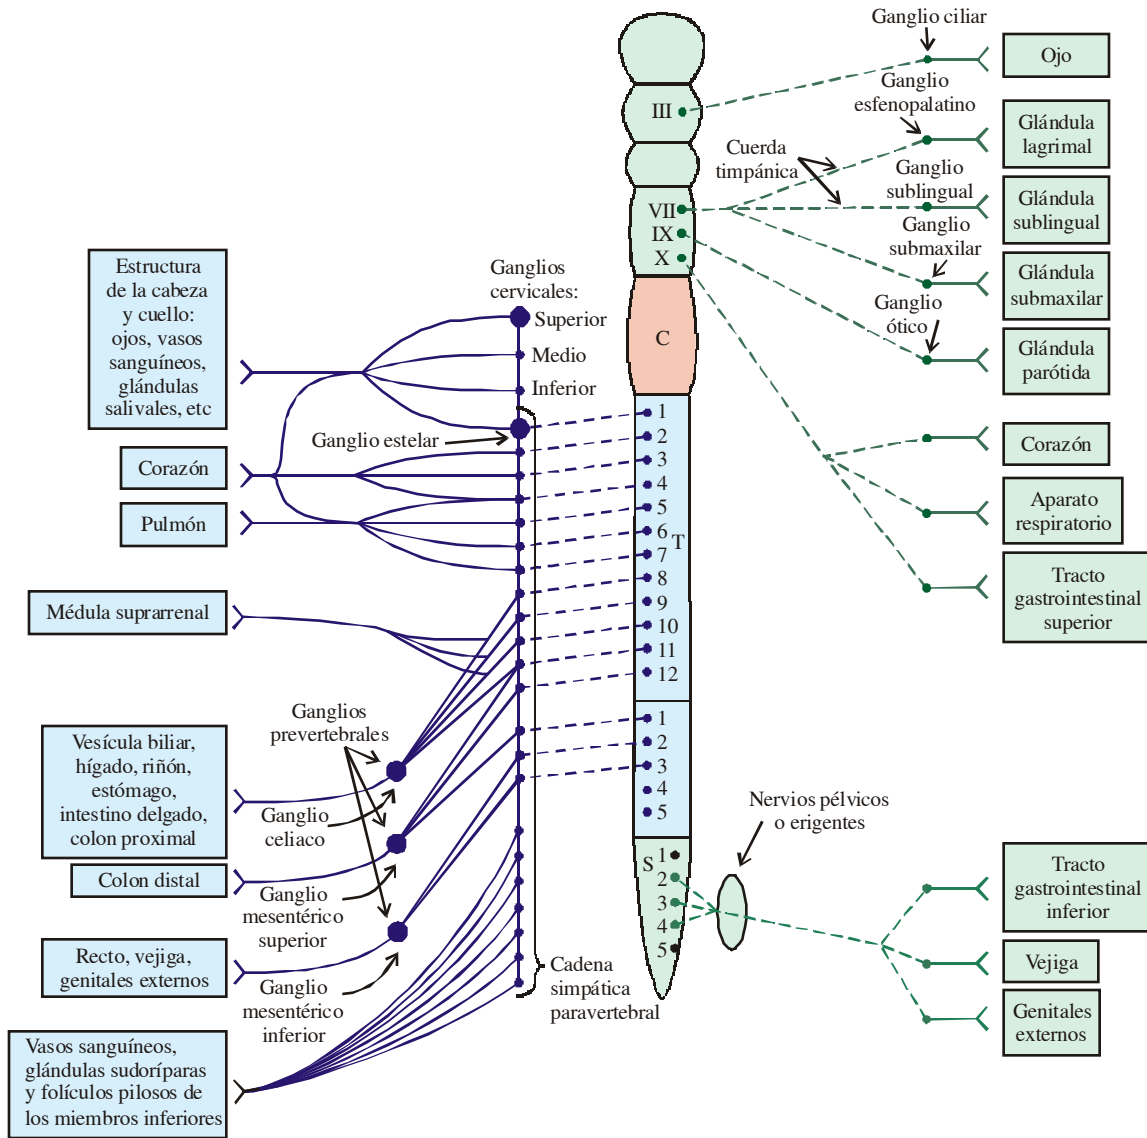 Estructura
de la cabeza
y cuello:
ojos, vasos
sanguíneos,
glándulas
salivales, etc
Corazón
Pulmón
Médula suprarrenal
Vesícula biliar,
hígado, riñón,
estómago,
intestino delgado,
colon proximal
Colon distal
Recto, vejiga,
genitales externos
Vasos sanguíneos,
glándulas sudoríparas
y folículos pilosos de
los miembros inferiores
Ganglios
cervicales:
Superior
Medio
Inferior
Ganglio estelar
Ganglios
prevertebrales
Ganglio
celiaco
Ganglio
mesentérico
superior
Ganglio
mesentérico
inferior
Cadena
simpática
paravertebral
III
VII
IX
X
C
1
2
3
4
5
6
T
7
8
9
10
11
12
1
2
3
4
5
S
1
2
3
4
5
Nervios pélvicos
o erigentes
Cuerda
timpánica
Ganglio ciliar
Ganglio
esfenopalatino
Ganglio
sublingual
Ganglio
submaxilar
Ganglio
ótico
Ojo
Glándula
lagrimal
Glándula
sublingual
Glándula
submaxilar
Glándula
parótida
Corazón
Aparato
respiratorio
Tracto
gastrointestinal
superior
Tracto
gastrointestinal
inferior
Vejiga
Genitales
externos